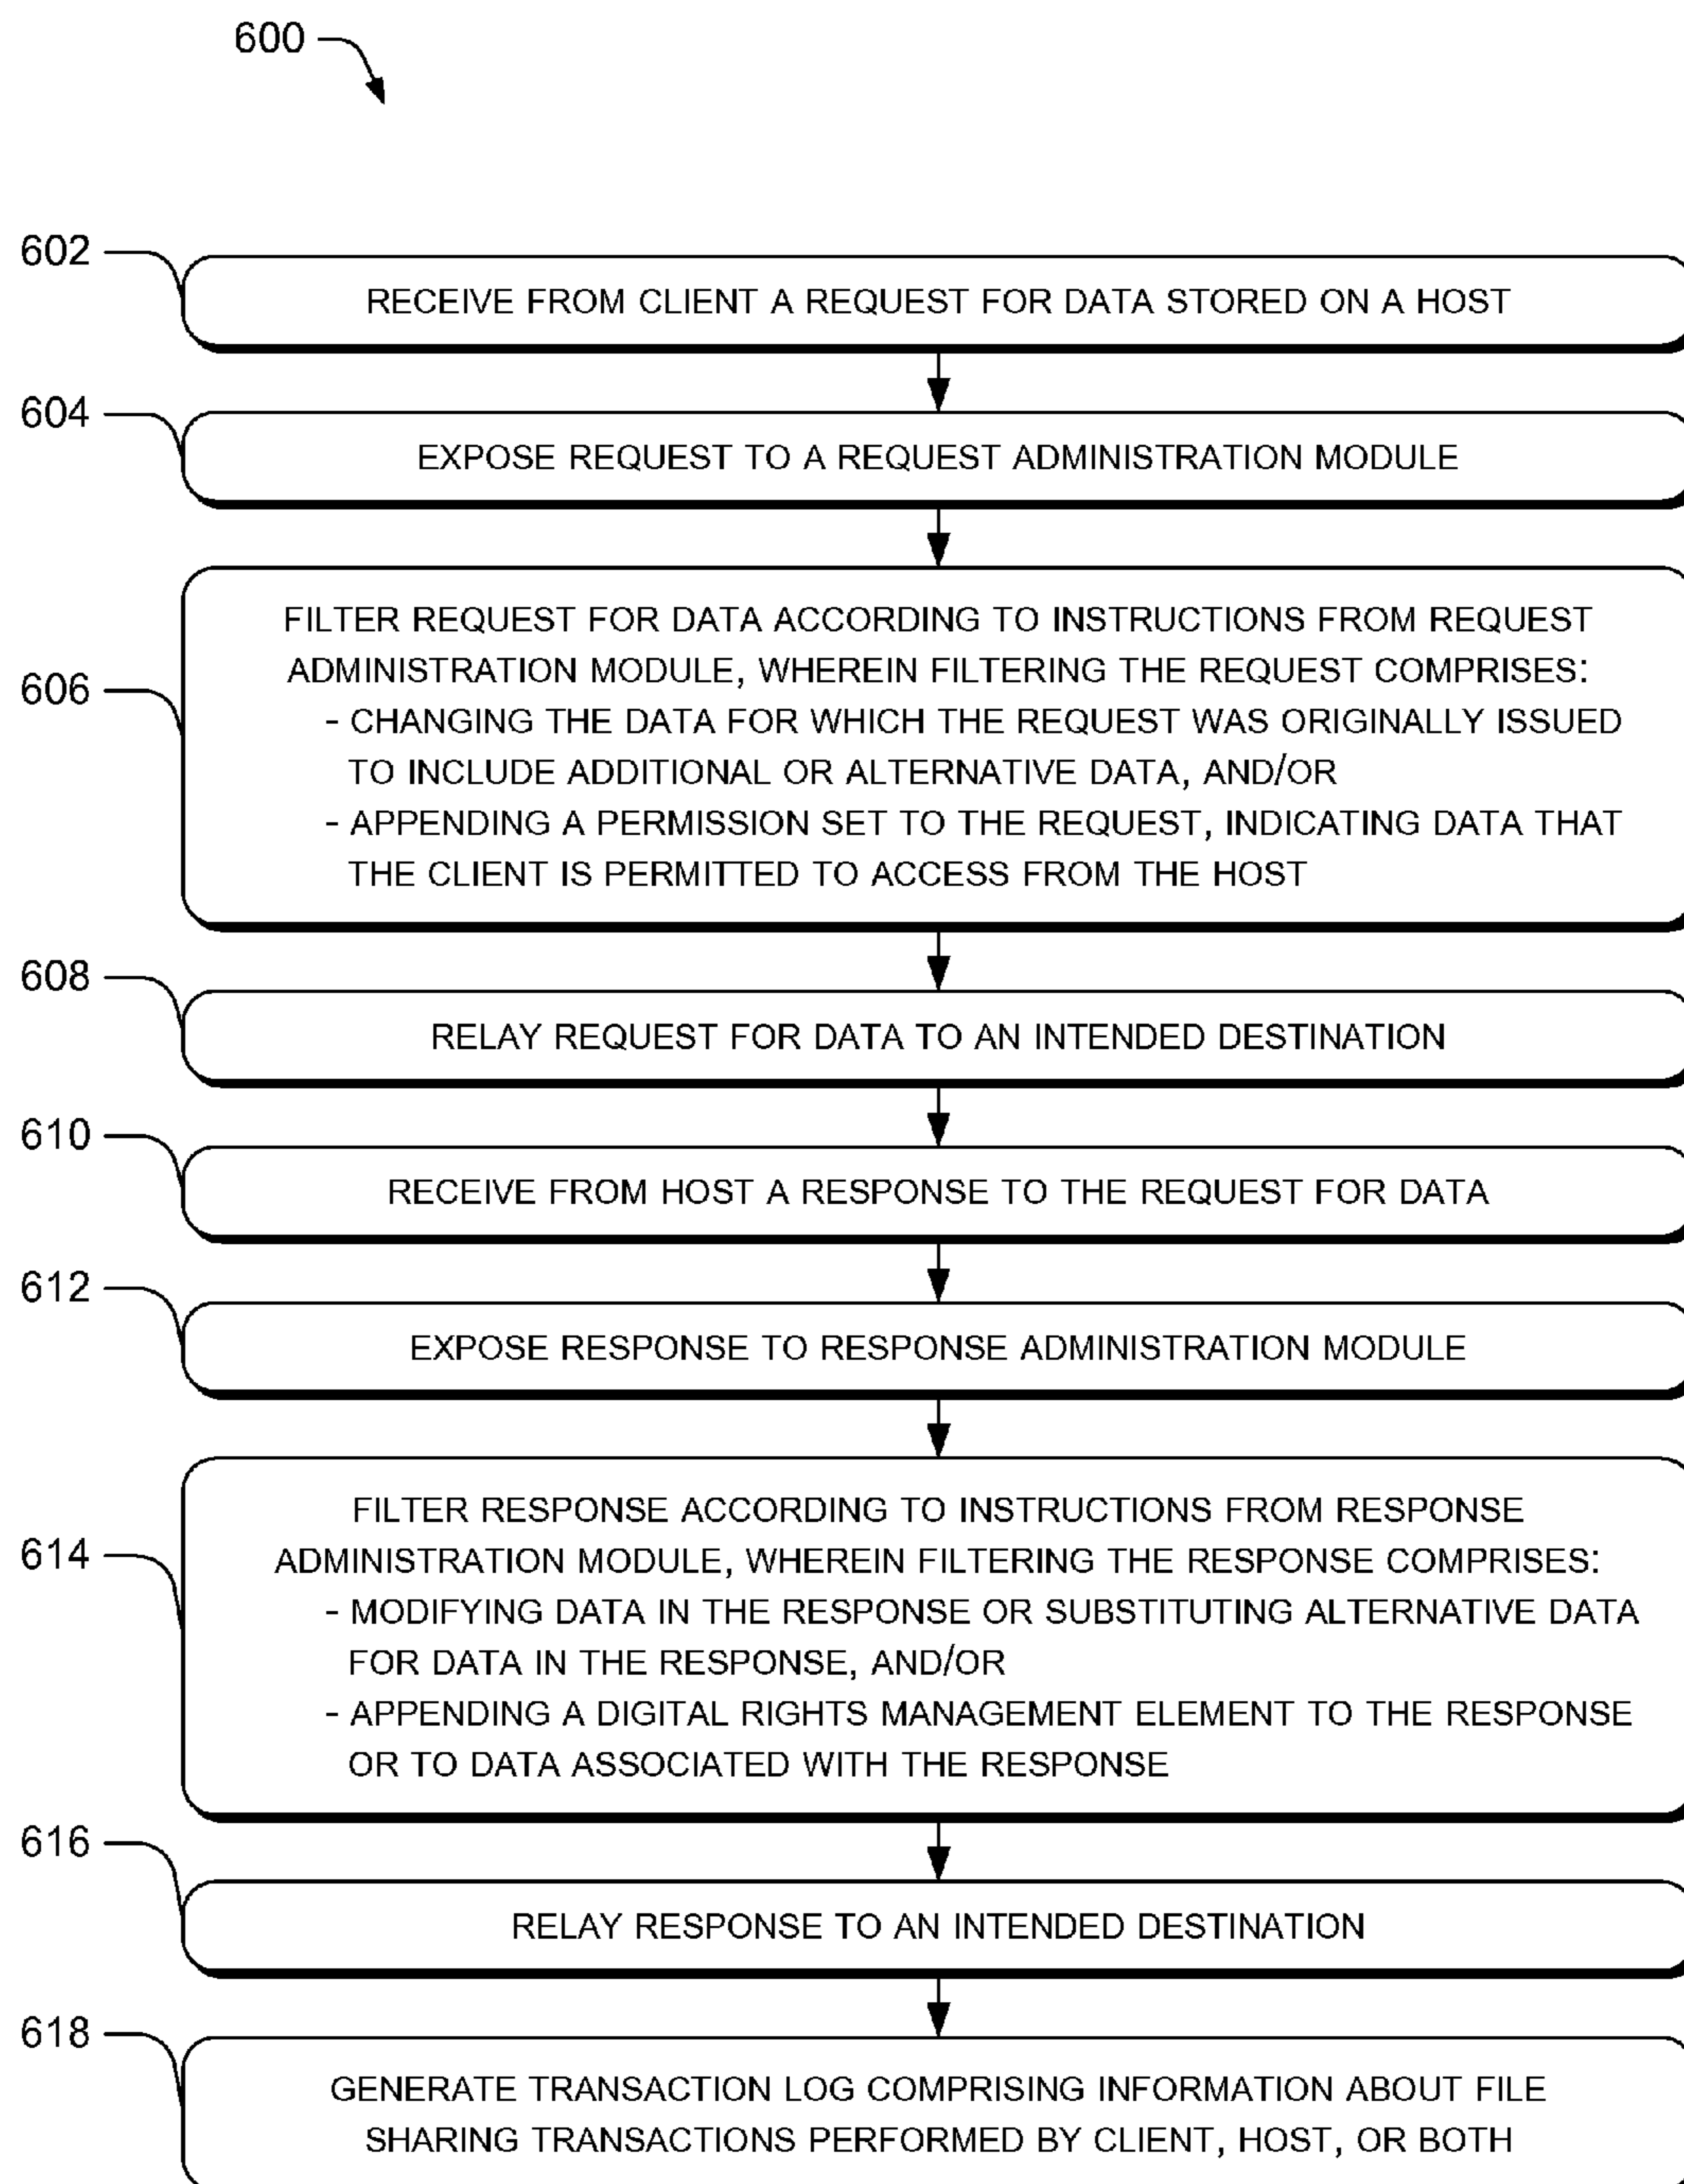 600
602
RECEIVE FROM CLIENT A REQUEST FOR DATA STORED ON A HOST
604
EXPOSE REQUEST TO A REQUEST ADMINISTRATION MODULE
606
FILTER REQUEST FOR DATA ACCORDING TO INSTRUCTIONS FROM REQUEST
ADMINISTRATION MODULE, WHEREIN FILTERING THE REQUEST COMPRISES:
- CHANGING THE DATA FOR WHICH THE REQUEST WAS ORIGINALLY ISSUED
TO INCLUDE ADDITIONAL OR ALTERNATIVE DATA, AND/OR
- APPENDING A PERMISSION SET TO THE REQUEST, INDICATING DATA THAT
THE CLIENT IS PERMITTED TO ACCESS FROM THE HOST
608
RELAY REQUEST FOR DATA TO AN INTENDED DESTINATION
610
RECEIVE FROM HOST A RESPONSE TO THE REQUEST FOR DATA
612
EXPOSE RESPONSE TO RESPONSE ADMINISTRATION MODULE
614
FILTER RESPONSE ACCORDING TO INSTRUCTIONS FROM RESPONSE
ADMINISTRATION MODULE, WHEREIN FILTERING THE RESPONSE COMPRISES:
- MODIFYING DATA IN THE RESPONSE OR SUBSTITUTING ALTERNATIVE DATA
FOR DATA IN THE RESPONSE, AND/OR
- APPENDING A DIGITAL RIGHTS MANAGEMENT ELEMENT TO THE RESPONSE
OR TO DATA ASSOCIATED WITH THE RESPONSE
616
RELAY RESPONSE TO AN INTENDED DESTINATION
618
GENERATE TRANSACTION LOG COMPRISING INFORMATION ABOUT FILE
SHARING TRANSACTIONS PERFORMED BY CLIENT, HOST, OR BOTH